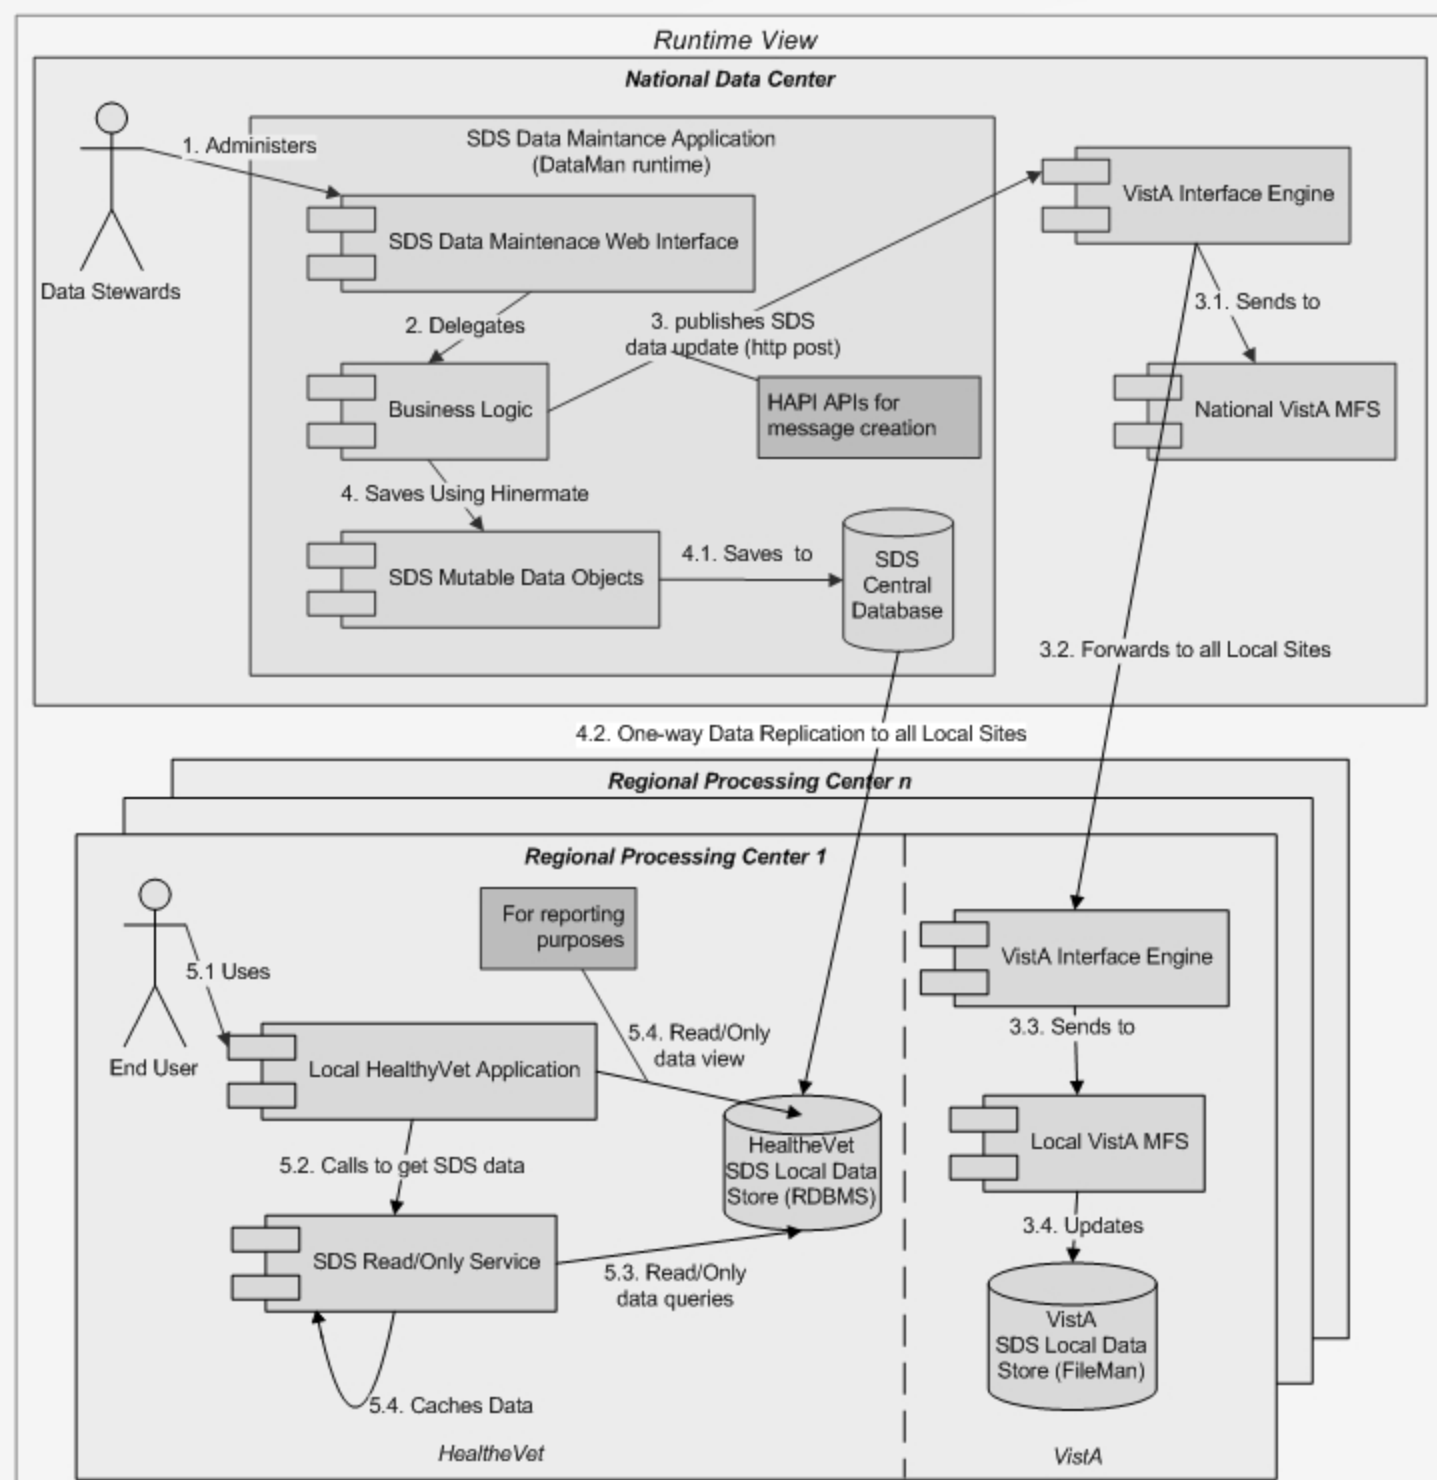 Runtime View
National Data Center
SDS Data Maintance Application
(DataMan runtime)
1. Administers
VistA Interface Engine
SDS Data Maintenace Web Interface
Data Stewards
3.1. Sends to
2. Delegates
3. publishes SDS
data update (http post)
HAPI APIs for
message creation
Business Logic
National VistA MFS
4. Saves Using Hinermate
4.1. Saves to
SDS
Central
Database
SDS Mutable Data Objects
3.2. Forwards to all Local Sites
4.2. One-way Data Replication to all Local Sites
Regional Processing Center n
Regional Processing Center 1
For reporting
purposes
VistA Interface Engine
5.1 Uses
3.3. Sends to
5.4. Read/Only
data view
End User
Local HealthyVet Application
HealtheVet
SDS Local Data
Store (RDBMS)
Local VistA MFS
5.2. Calls to get SDS data
3.4. Updates
SDS Read/Only Service
5.3. Read/Only
data queries
VistA
SDS Local Data
Store (FileMan)
5.4. Caches Data
HealtheVet
VistA